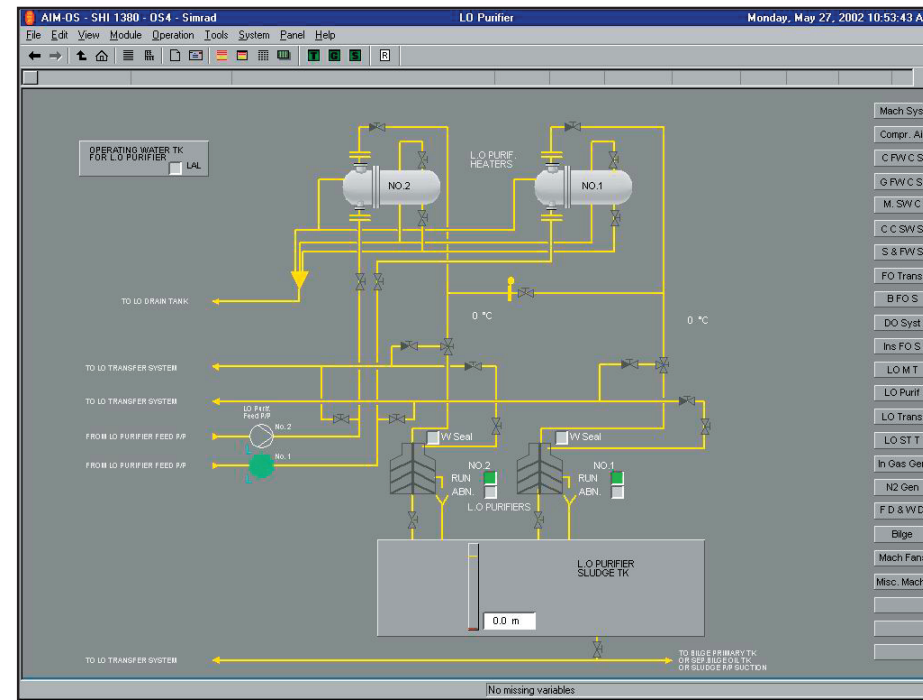 AIM-OS - SHI 1380 - OS4 - Simrad
LO Purifier
Monday, May 27, 2002 10:53:43 A
File Edit View Module Operation Tools System Panel Help
T G S R
OPERATING WATER TK
FOR L.O PURIFIER
LAL
L.O PURIF.
HEATERS
NO.2
NO.1
TO LO DRAIN TANK
0 °C
0 °C
TO LO TRANSFER SYSTEM
TO LO TRANSFER SYSTEM
LO Purif.
Feed P/P
No. 2
FROM LO PURIFIER FEED P/P
No. 1
FROM LO PURIFIER FEED P/P
W Seal
W Seal
NO.2
RUN
ABN.
NO.1
RUN
ABN.
L.O PURIFIERS
L.O PURIFIER
SLUDGE TK
0.0 m
TO LO TRANSFER SYSTEM
TO BILGE PRIMARY TK
OR SEP.BILGE OIL TK
OR SLUDGE P/P SUCTION
Mach Sys
Compr. Ai
C FW C S
G FW C S
M. SW C
C C SW S
S & FW S
FO Trans
B FO S
DO Syst
Ins FO S
LO M T
LO Purif
LO Trans
LO ST T
In Gas Ger
N2 Gen
F D & W D
Bilge
Mach Fans
Misc. Mach
No missing variables